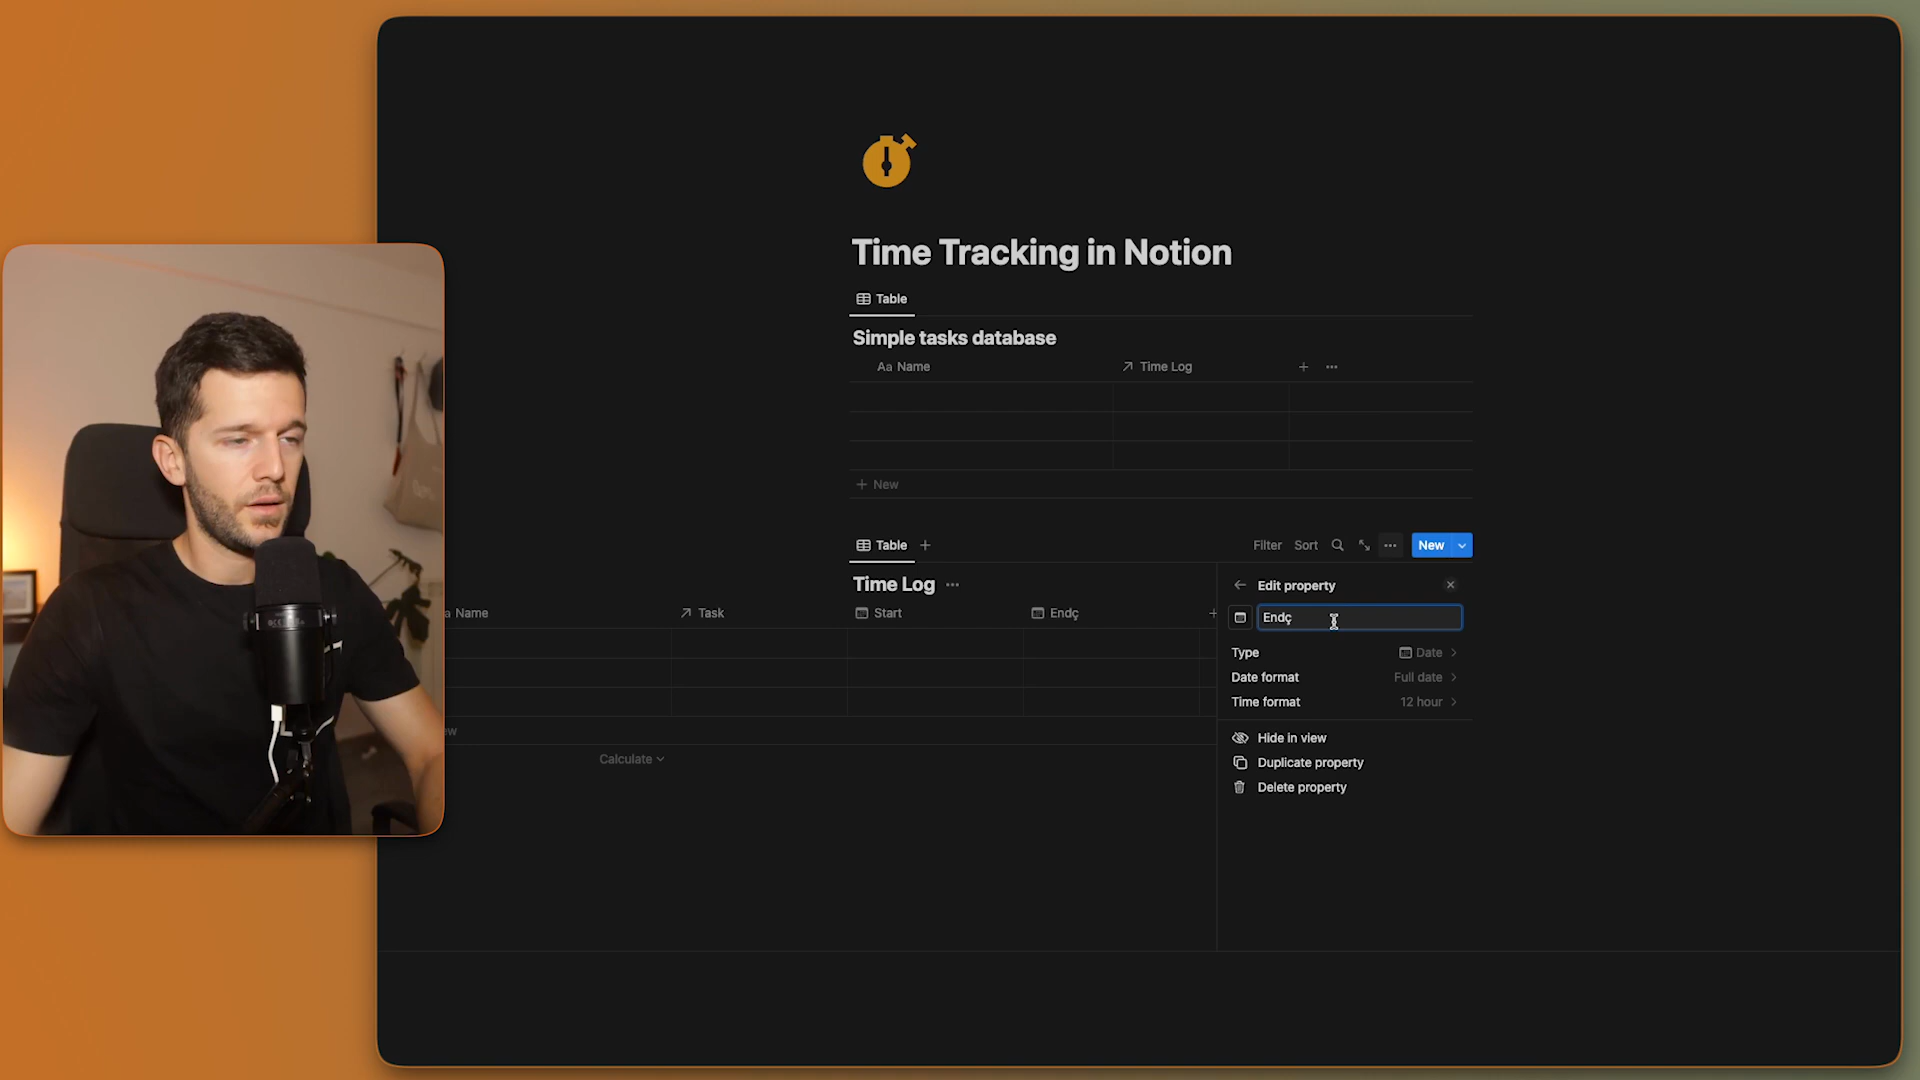 Time Tracking in Notion
Table
Simple tasks database
Aa Name
Time Log
New
Table
Filter
Sort
New
Time Log
a Name
Task
Start
Endç
Calculate
Edit property
Endç
Type
Date
Date format
Full date
Time format
12 hour
Hide in view
Duplicate property
Delete property